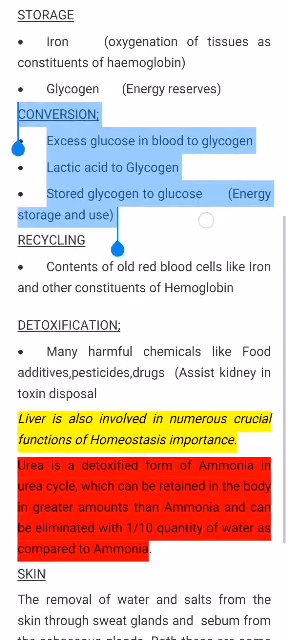 STORAGE
• Iron (oxygenation of tissues as
constituents of haemoglobin)
• Glycogen (Energy reserves)
CONVERSION;
• Excess glucose in blood to glycogen
• Lactic acid to Glycogen
• Stored glycogen to glucose (Energy
storage and use)
RECYCLING
• Contents of old red blood cells like Iron
and other constituents of Hemoglobin
DETOXIFICATION;
• Many harmful chemicals like Food
additives,pesticides,drugs (Assist kidney in
toxin disposal
Liver is also involved in numerous crucial
functions of Homeostasis importance.
Urea is a detoxified form of Ammonia in
urea cycle, which can be retained in the body
in greater amounts than Ammonia and can
be eliminated with 1/10 quantity of water as
compared to Ammonia.
SKIN
The removal of water and salts from the
skin through sweat glands and sebum from